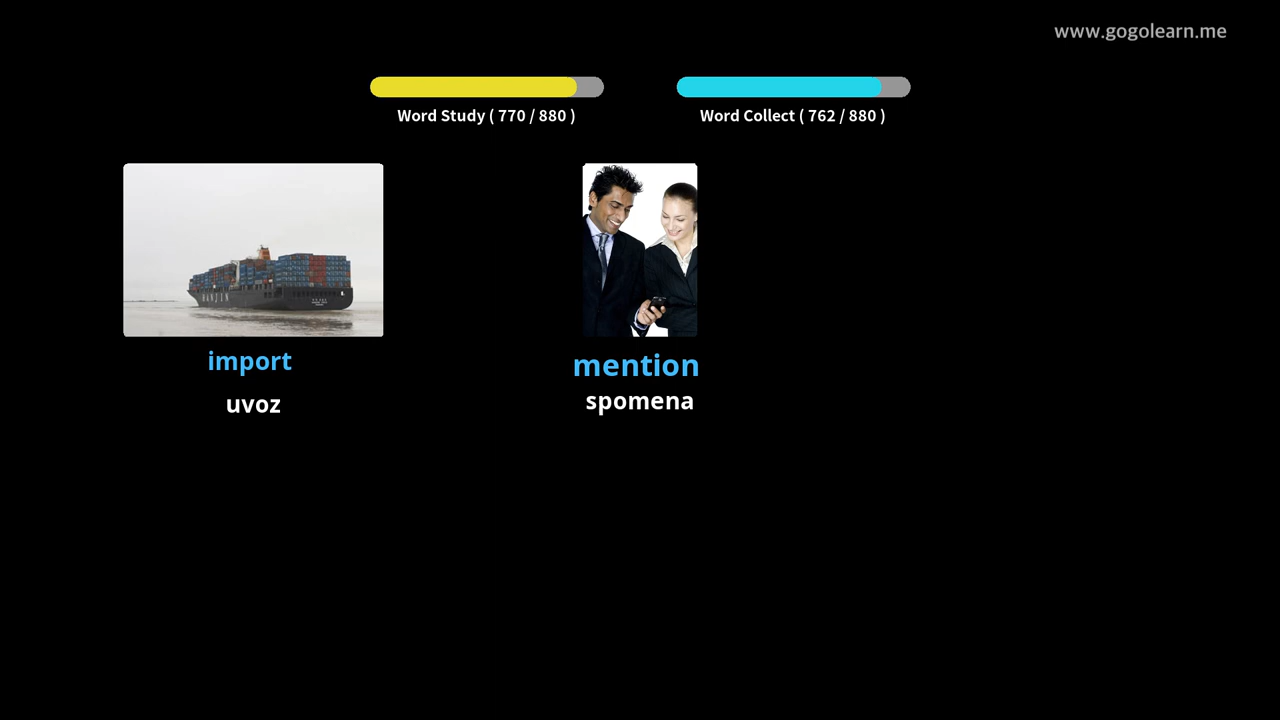 www.gogolearn.me
Word Study ( 770 / 880 )
Word Collect ( 762 / 880 )
import
uvoz
mention
spomena